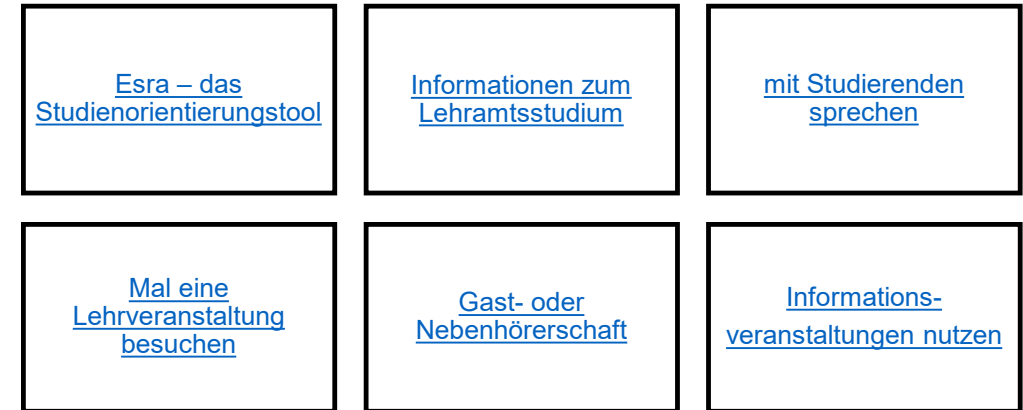 Esra – das
Studienorientierungstool
Informationen zum
Lehramtsstudium
mit Studierenden
sprechen
Mal eine
Lehrveranstaltung
besuchen
Gast- oder
Nebenhörerschaft
Informations-
veranstaltungen nutzen